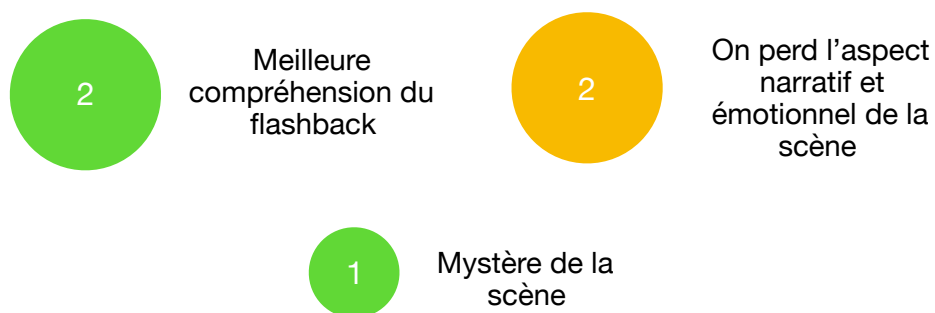 2
Meilleure
compréhension du
flashback
2
On perd l’aspect
narratif et
émotionnel de la
scène
1
Mystère de la
scène